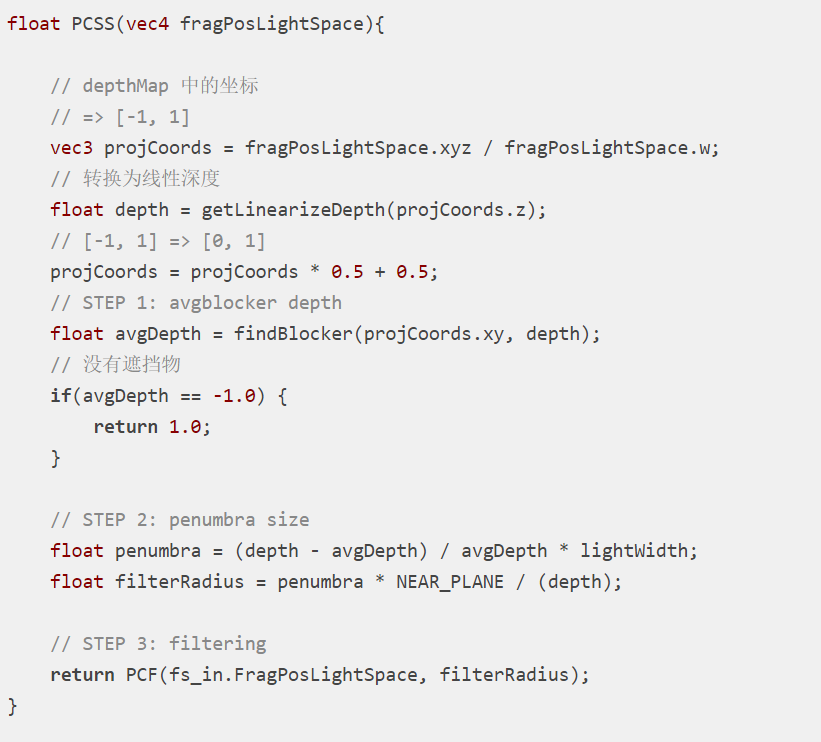 float PCSS(vec4 fragPosLightSpace){
// depthMap 中的坐标
// => [-1, 1]
vec3 projCoords = fragPosLightSpace.xyz / fragPosLightSpace.w;
// 转换为线性深度
float depth = getLinearizeDepth(projCoords.z);
// [-1, 1] => [0, 1]
projCoords = projCoords * 0.5 + 0.5;
// STEP 1: avgblocker depth
float avgDepth = findBlocker(projCoords.xy, depth);
// 没有遮挡物
if(avgDepth == -1.0) {
return 1.0;
}
// STEP 2: penumbra size
float penumbra = (depth - avgDepth) / avgDepth * lightWidth;
float filterRadius = penumbra * NEAR_PLANE / (depth);
// STEP 3: filtering
return PCF(fs_in.FragPosLightSpace, filterRadius);
}